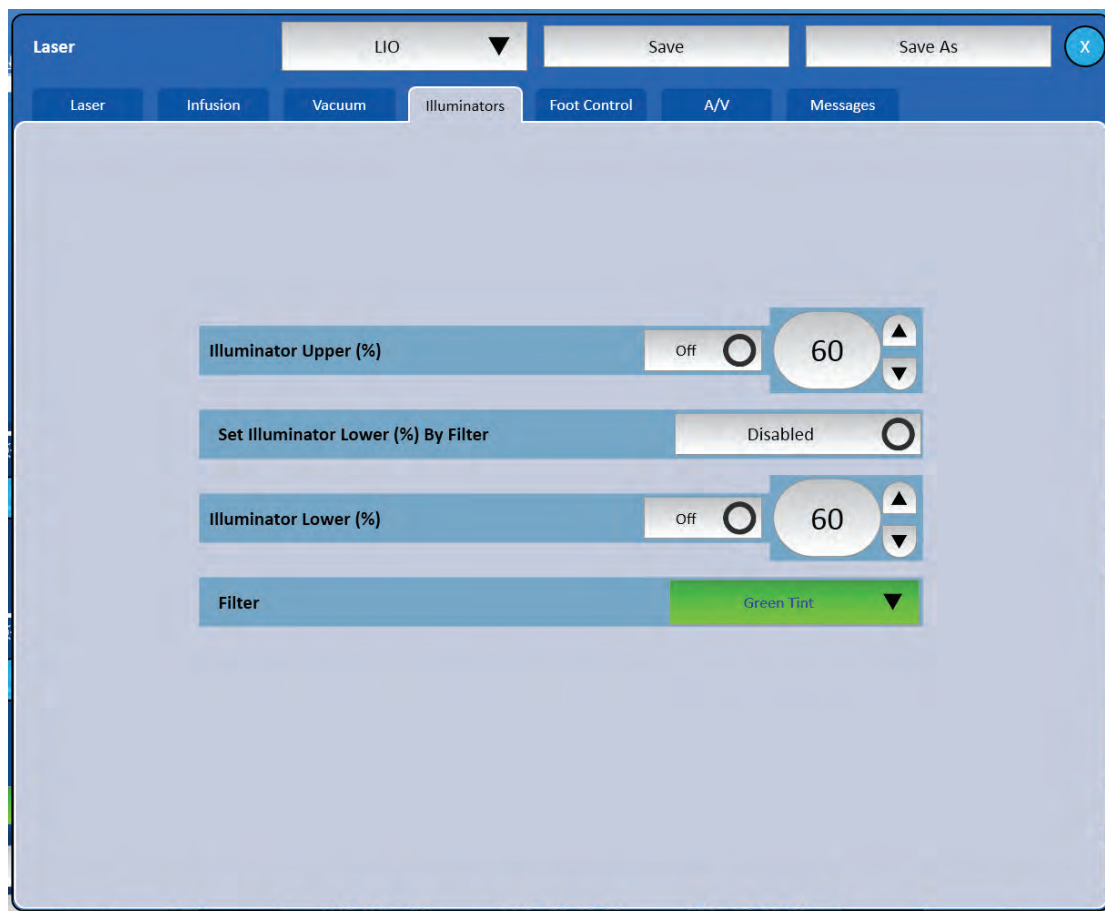 Laser LIO Save Save As X
Laser Infusion Vacuum Illuminators Foot Control A/V Messages
Illuminator Upper (%) Off 60
Set Illuminator Lower (%) By Filter Disabled
Illuminator Lower (%) Off 60
Filter Green Tint